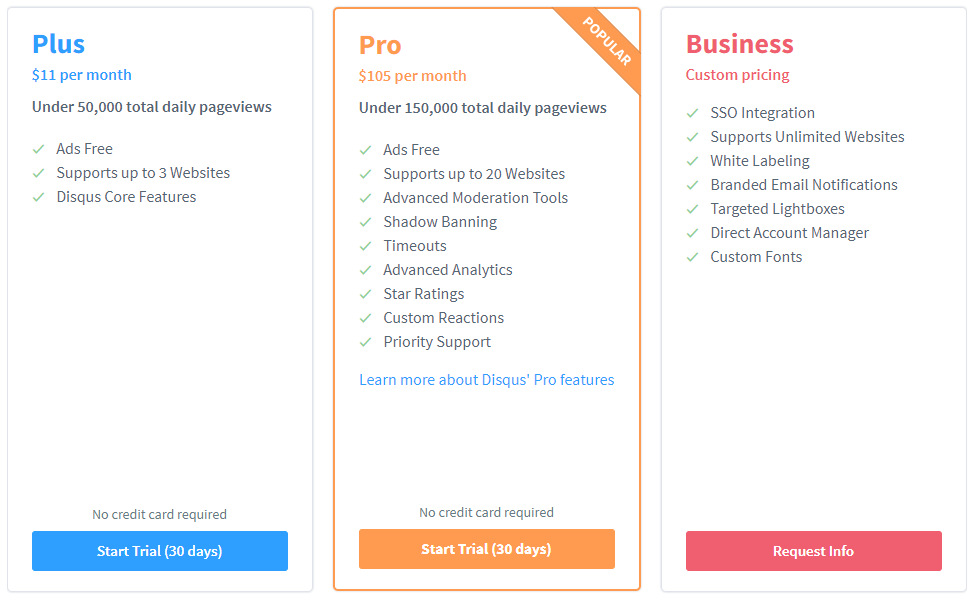 Plus
$11 per month
Under 50,000 total daily pageviews
Ads Free
Supports up to 3 Websites
Disqus Core Features
No credit card required
Start Trial (30 days)
POPULAR
Pro
$105 per month
Under 150,000 total daily pageviews
Ads Free
Supports up to 20 Websites
Advanced Moderation Tools
Shadow Banning
Timeouts
Advanced Analytics
Star Ratings
Custom Reactions
Priority Support
Learn more about Disqus' Pro features
No credit card required
Start Trial (30 days)
Business
Custom pricing
SSO Integration
Supports Unlimited Websites
White Labeling
Branded Email Notifications
Targeted Lightboxes
Direct Account Manager
Custom Fonts
Request Info